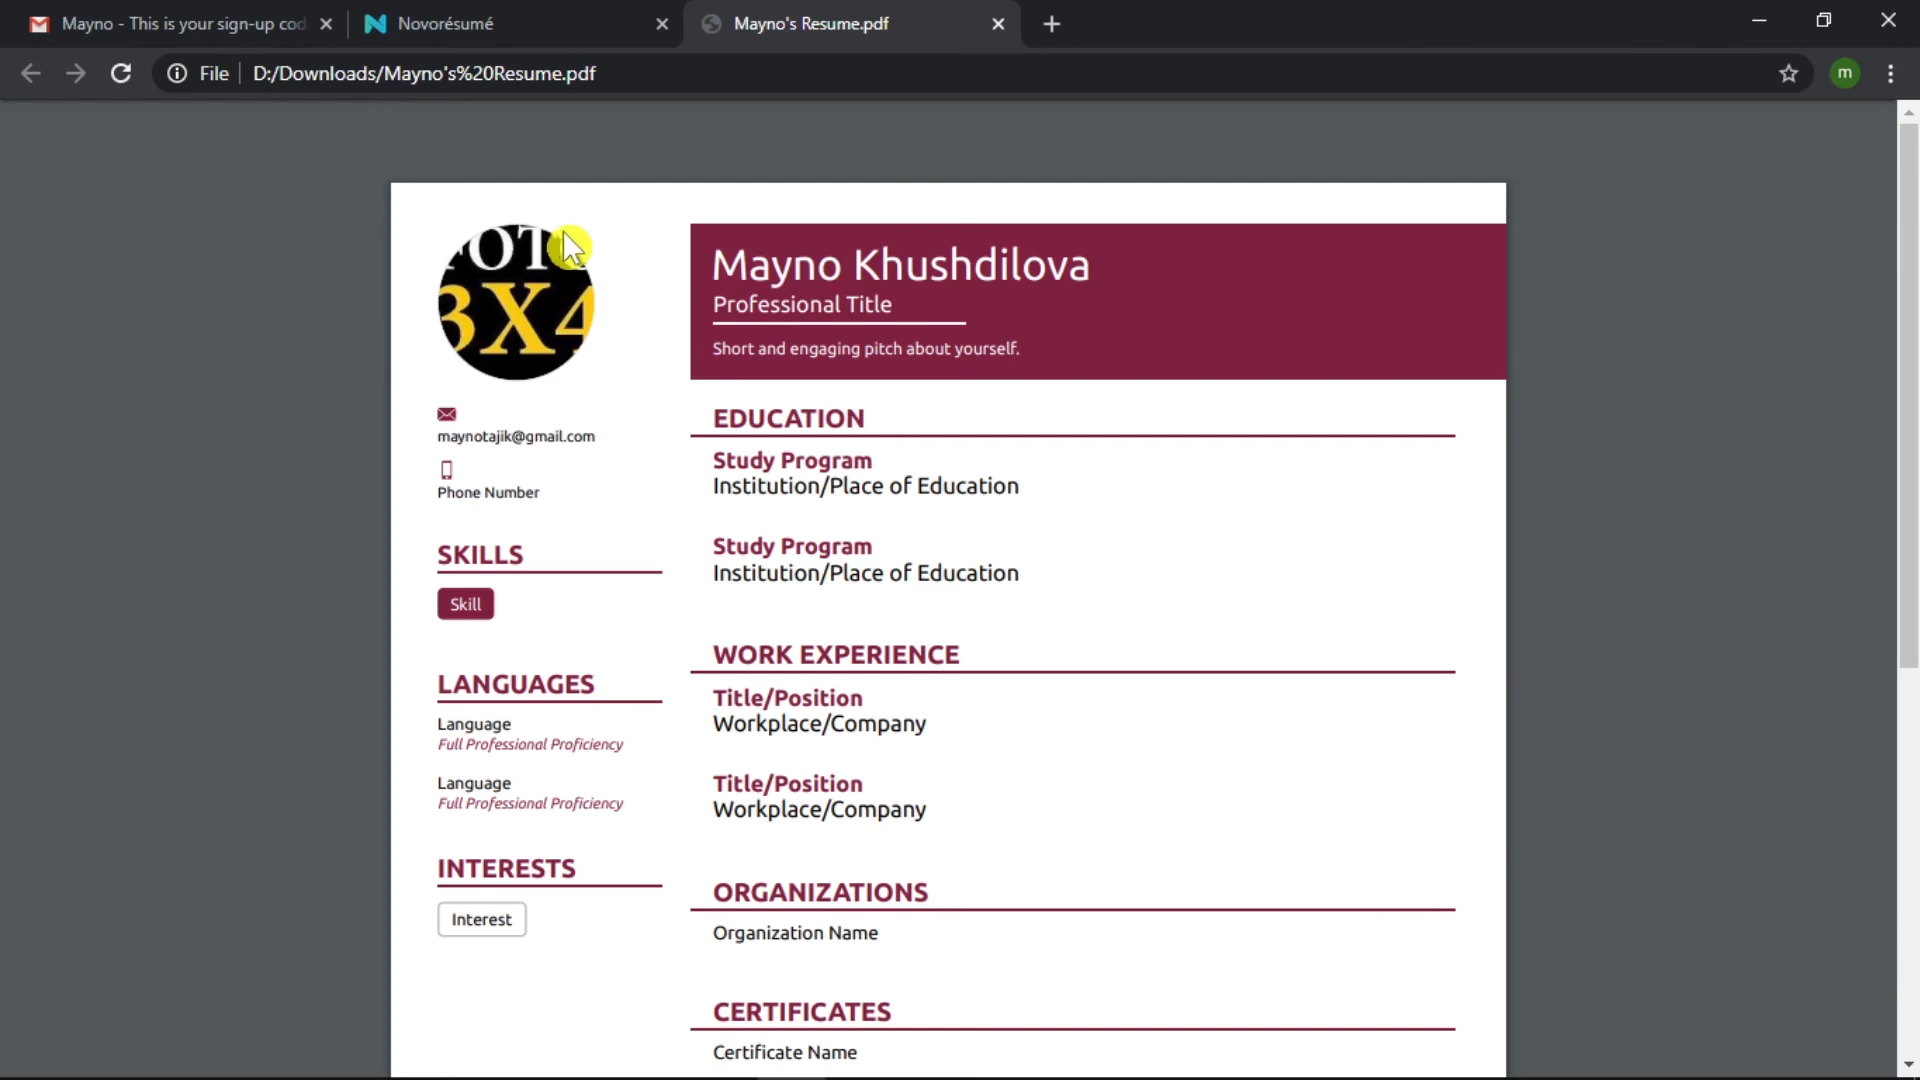 Mayno - This is your sign-up cod
Novorésumé
Mayno's Resume.pdf
File
D:/Downloads/Mayno's%20Resume.pdf
m
3X4
Mayno Khushdilova
Professional Title
Short and engaging pitch about yourself.
maynotajik@gmail.com
Phone Number
SKILLS
Skill
LANGUAGES
Language
Full Professional Proficiency
Language
Full Professional Proficiency
INTERESTS
Interest
EDUCATION
Study Program
Institution/Place of Education
Study Program
Institution/Place of Education
WORK EXPERIENCE
Title/Position
Workplace/Company
Title/Position
Workplace/Company
ORGANIZATIONS
Organization Name
CERTIFICATES
Certificate Name